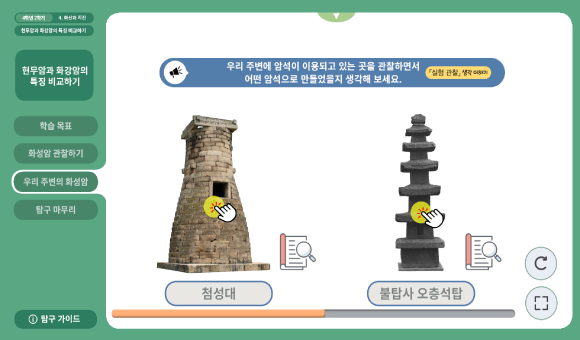 4학년 2학기
4. 화산과 지진
현무암과 화강암의 특징 비교하기
현무암과 화강암의
특징 비교하기
학습 목표
화성암 관찰하기
우리 주변의 화성암
탐구 마무리
탐구 가이드
우리 주변에 암석이 이용되고 있는 곳을 관찰하면서
어떤 암석으로 만들었을지 생각해 보세요.
「실험 관찰」 생각 더하기
첨성대
불탑사 오층석탑